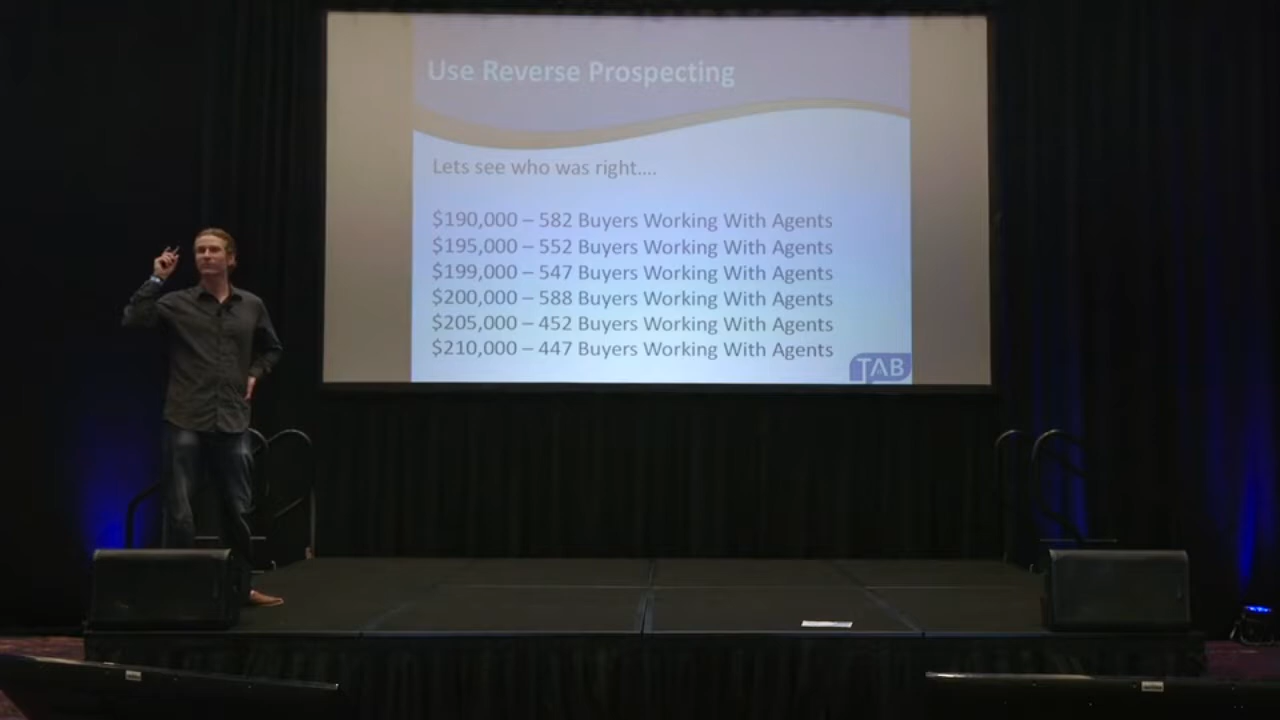 Use Reverse Prospecting
Lets see who was right....
$190,000 – 582 Buyers Working With Agents
$195,000 – 552 Buyers Working With Agents
$199,000 – 547 Buyers Working With Agents
$200,000 – 588 Buyers Working With Agents
$205,000 – 452 Buyers Working With Agents
$210,000 – 447 Buyers Working With Agents
TAB